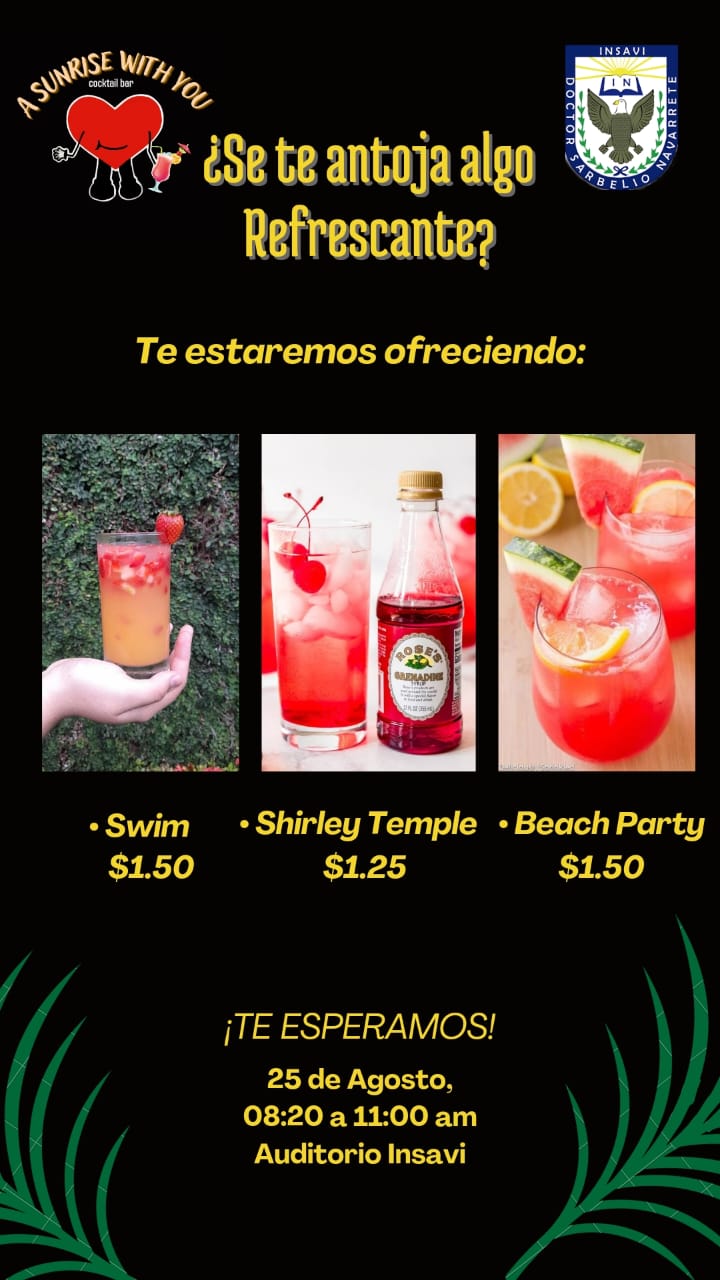 A SUNRISE WITH YOU
cocktail bar
INSAVI
IN
DOCTOR SARBELIO NAVARRETE
¿Se te antoja algo
Refrescante?
Te estaremos ofreciendo:
ROSE'S
GRENADINE
SYRUP
• Swim
$1.50
• Shirley Temple
$1.25
• Beach Party
$1.50
¡TE ESPERAMOS!
25 de Agosto,
08:20 a 11:00 am
Auditorio Insavi